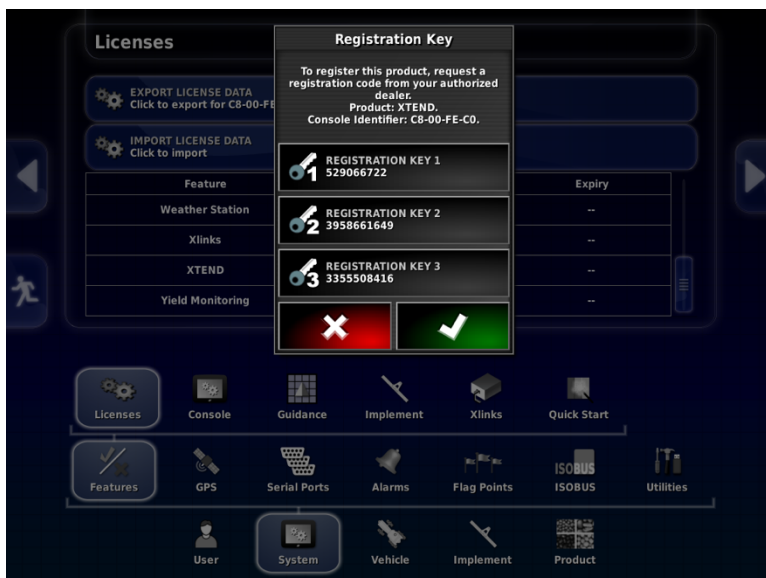 Licenses
EXPORT LICENSE DATA
Click to export for C8-00-FE
IMPORT LICENSE DATA
Click to import
Feature
Expiry
Weather Station
--
Xlinks
--
XTEND
--
Yield Monitoring
--
Registration Key
To register this product, request a
registration code from your authorized
dealer.
Product: XTEND.
Console Identifier: C8-00-FE-C0.
1
REGISTRATION KEY 1
529066722
2
REGISTRATION KEY 2
3958661649
3
REGISTRATION KEY 3
3355508416
Licenses
Console
Guidance
Implement
Xlinks
Quick Start
Features
GPS
Serial Ports
Alarms
Flag Points
ISOBUS
ISOBUS
Utilities
User
System
Vehicle
Implement
Product